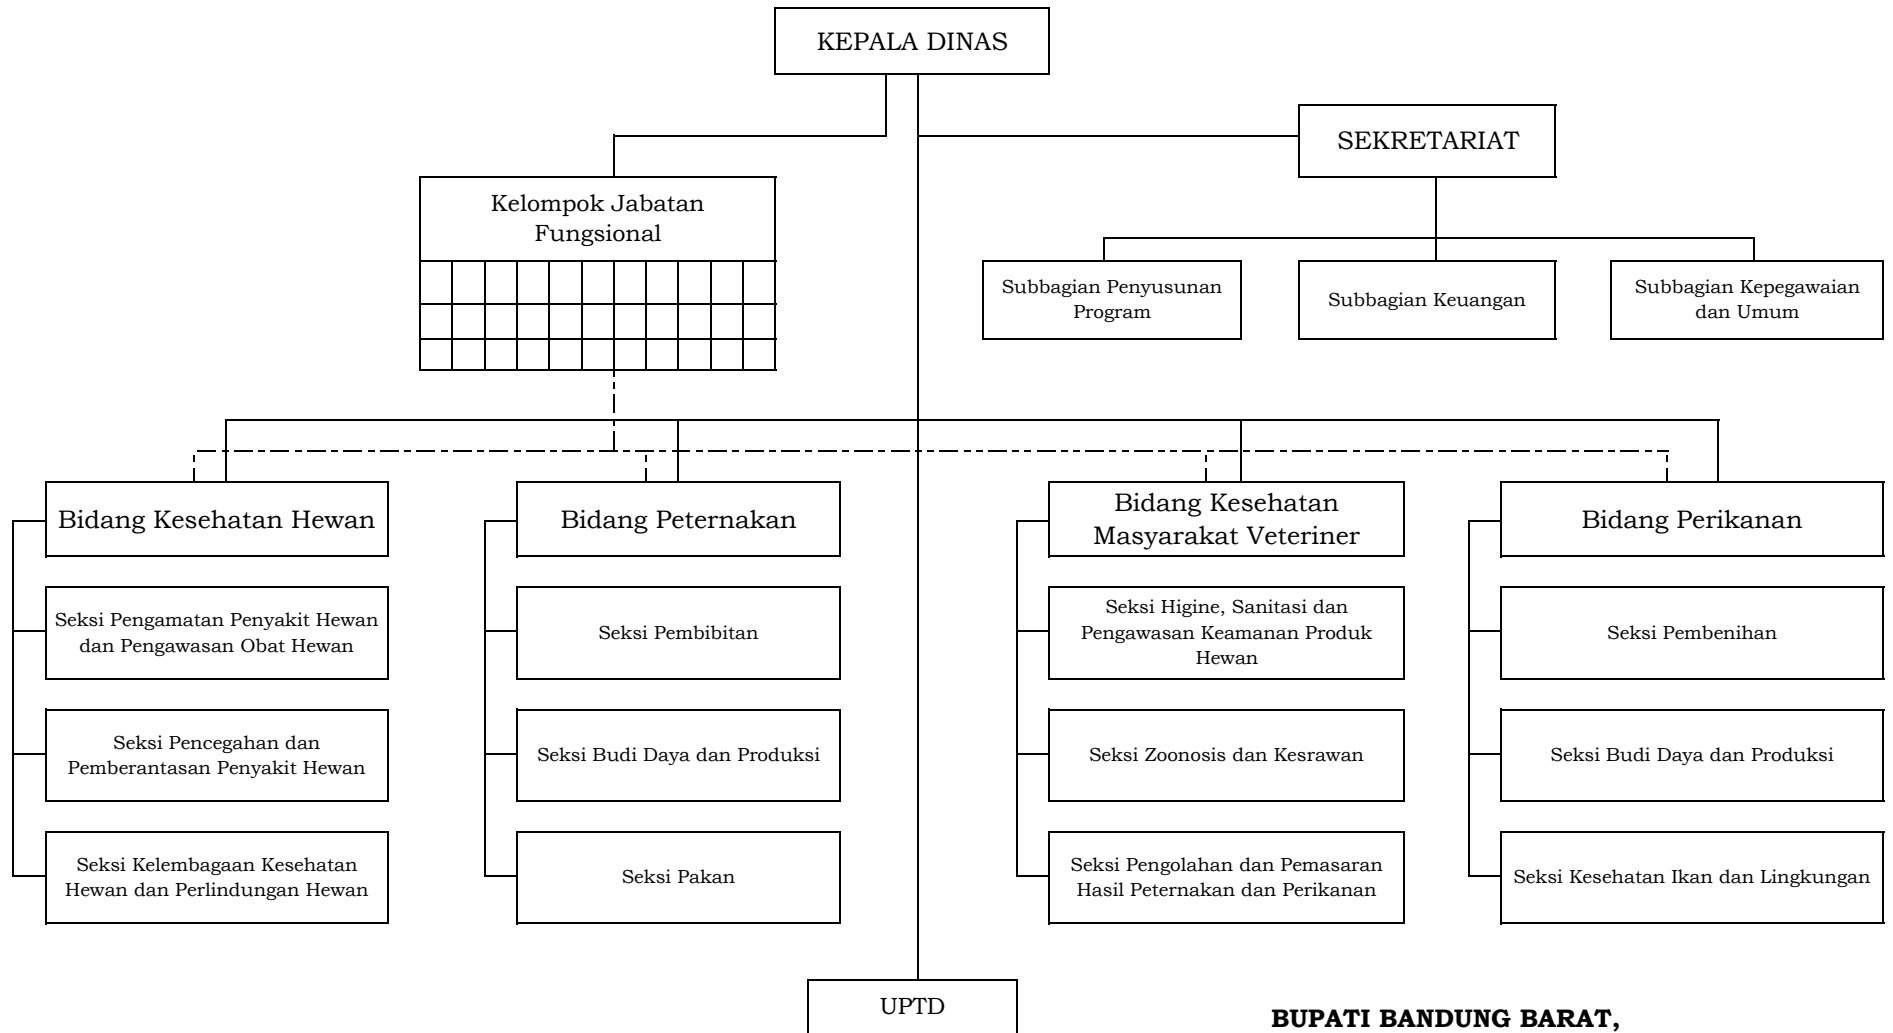 KEPALA DINAS
SEKRETARIAT
Kelompok Jabatan
Fungsional
Subbagian Penyusunan
Program
Subbagian Keuangan
Subbagian Kepegawaian
dan Umum
Bidang Kesehatan Hewan
Bidang Peternakan
Bidang Kesehatan
Masyarakat Veteriner
Bidang Perikanan
Seksi Pengamatan Penyakit Hewan
dan Pengawasan Obat Hewan
Seksi Pembibitan
Seksi Higine, Sanitasi dan
Pengawasan Keamanan Produk
Hewan
Seksi Pembenihan
Seksi Pencegahan dan
Pemberantasan Penyakit Hewan
Seksi Budi Daya dan Produksi
Seksi Zoonosis dan Kesrawan
Seksi Budi Daya dan Produksi
Seksi Kelembagaan Kesehatan
Hewan dan Perlindungan Hewan
Seksi Pakan
Seksi Pengolahan dan Pemasaran
Hasil Peternakan dan Perikanan
Seksi Kesehatan Ikan dan Lingkungan
UPTD
BUPATI BANDUNG BARAT,